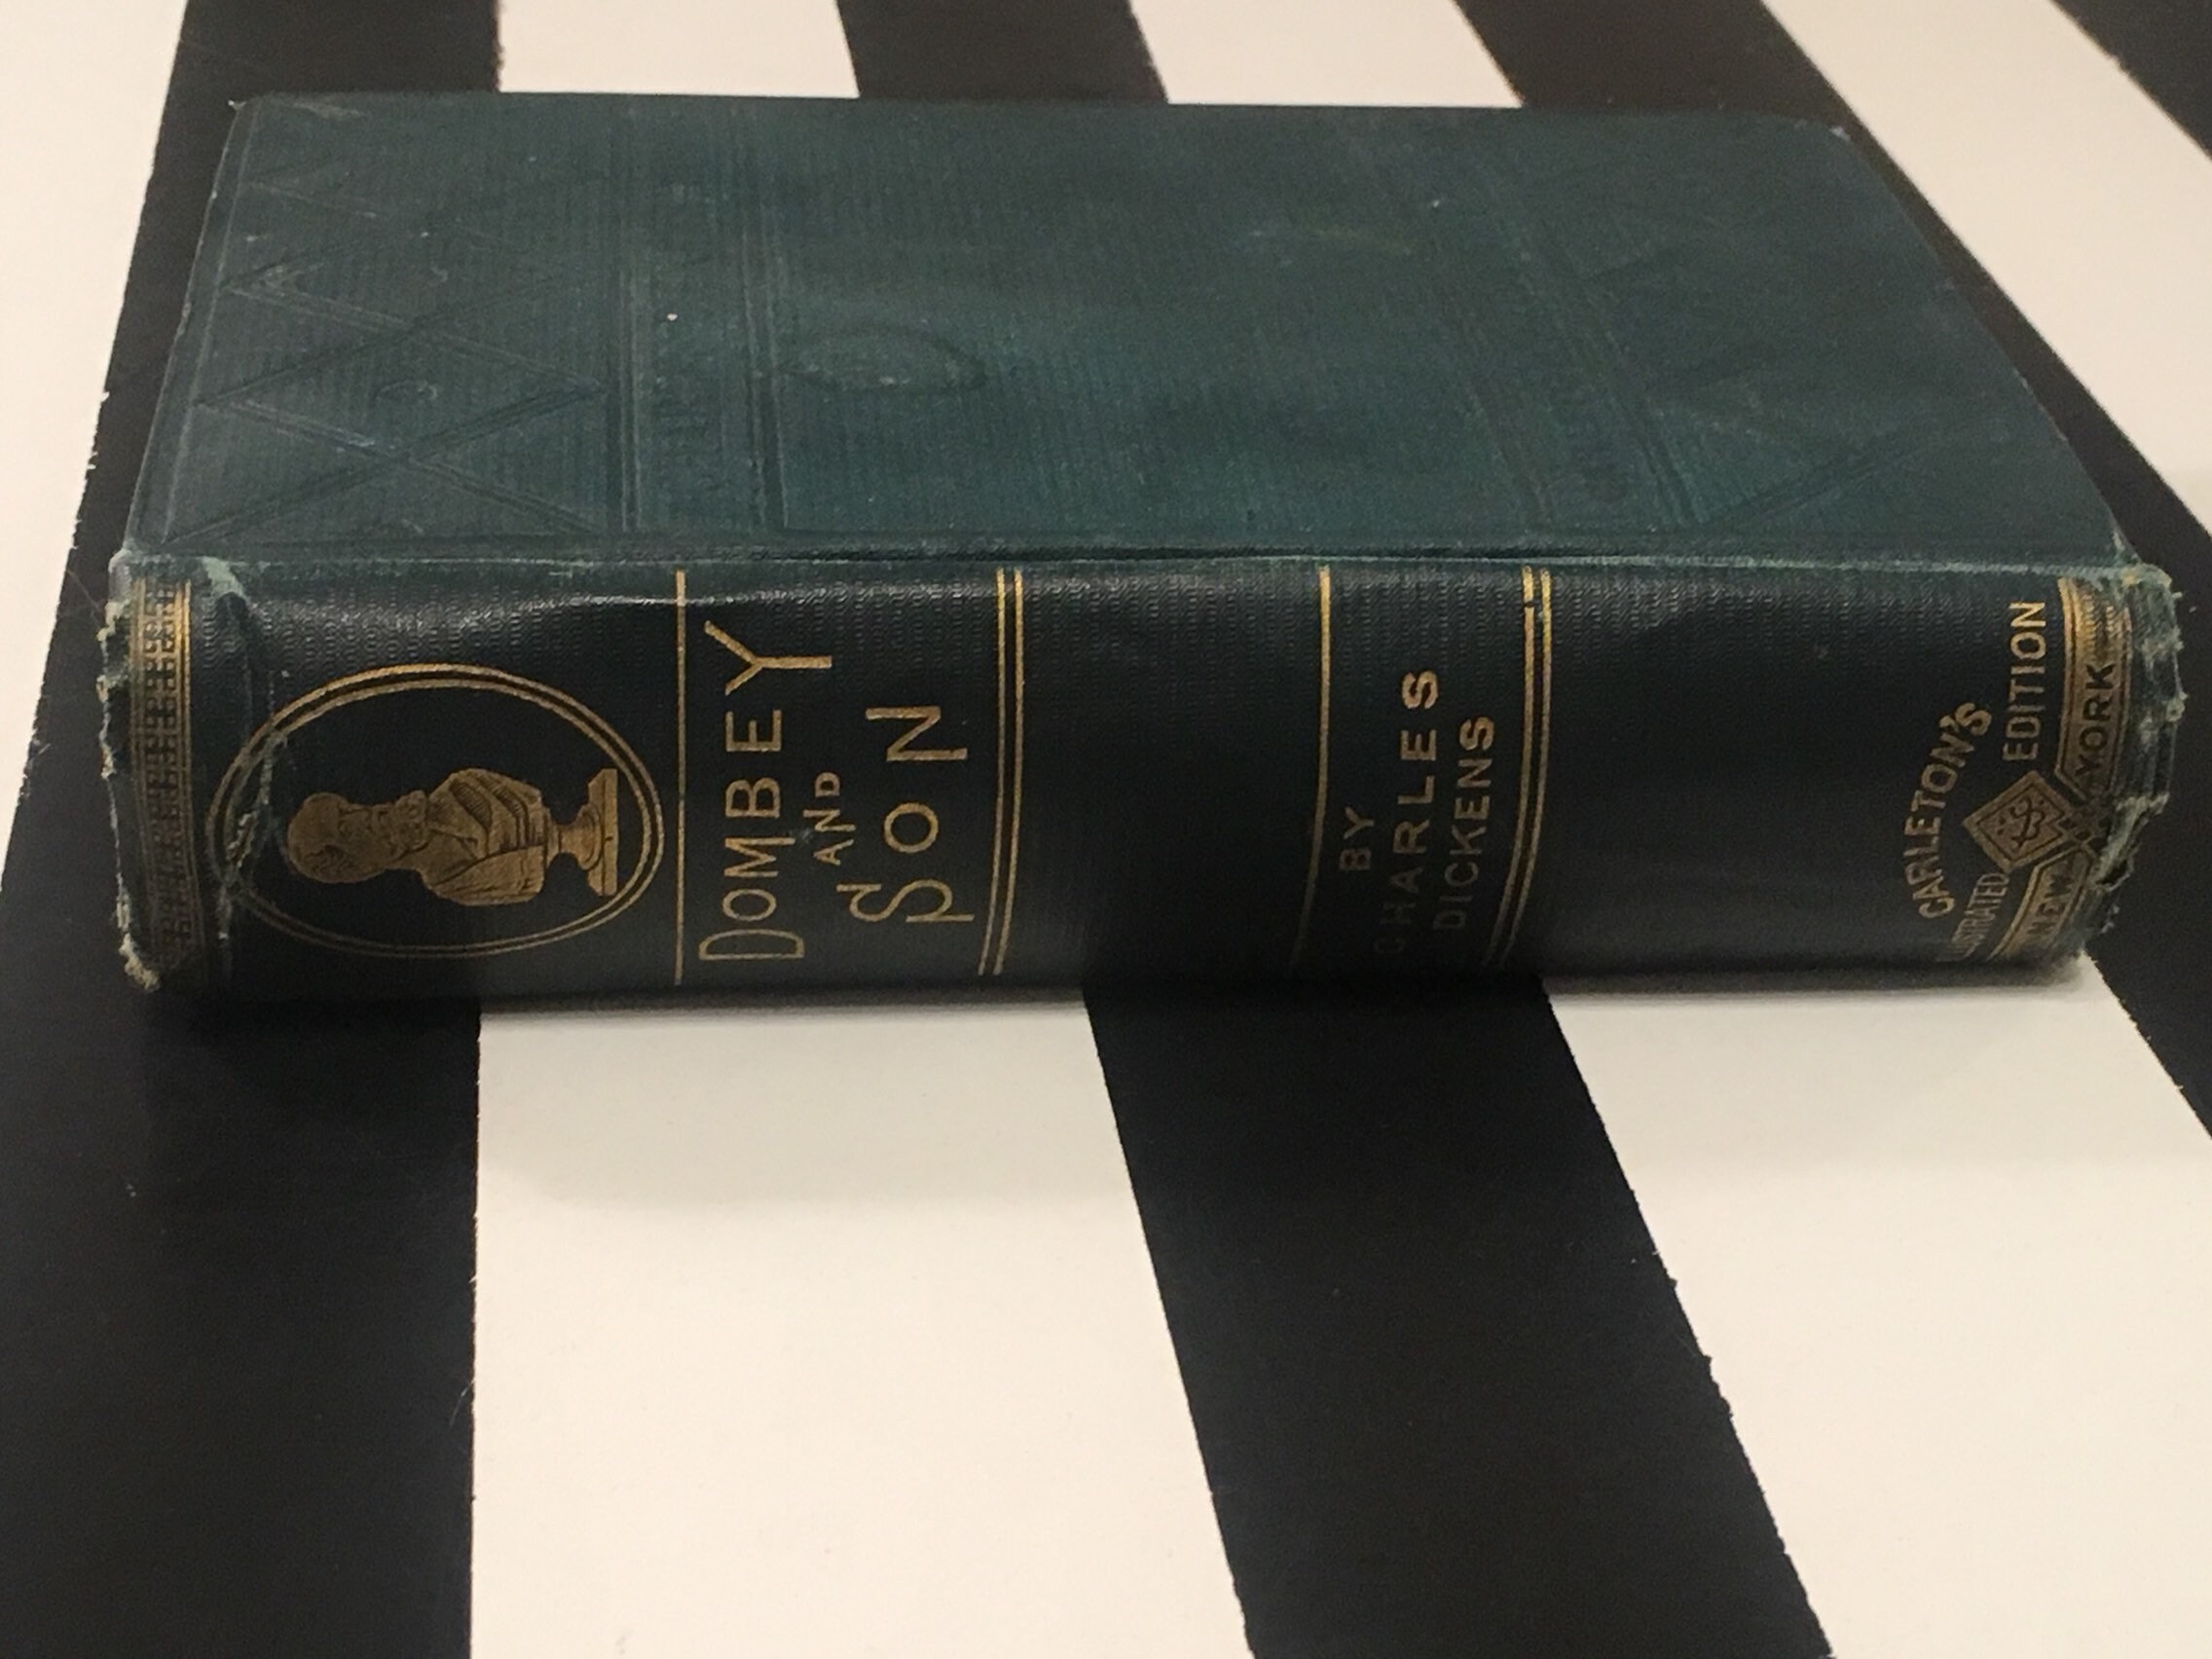 DOMBEY
AND
SON
BY
CHARLES
DICKENS
CARLETON'S
ILLUSTRATED EDITION
NEW YORK